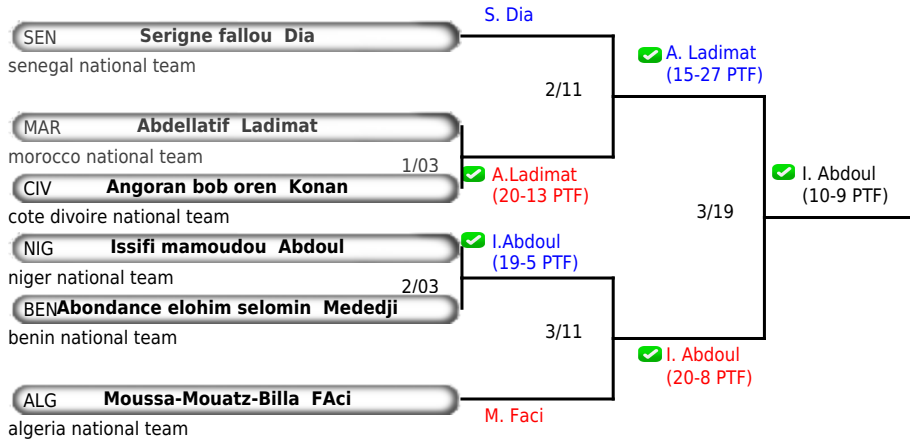 S. Dia
SEN Serigne fallou Dia
senegal national team
A. Ladimat
(15-27 PTF)
2/11
MAR Abdellatif Ladimat
morocco national team
1/03
A.Ladimat
(20-13 PTF)
CIV Angoran bob oren Konan
cote divoire national team
I. Abdoul
(10-9 PTF)
3/19
NIG Issifi mamoudou Abdoul
niger national team
I.Abdoul
(19-5 PTF)
2/03
BEN Abondance elohim selomin Mededji
benin national team
3/11
I. Abdoul
(20-8 PTF)
ALG Moussa-Mouatz-Billa FAci
algeria national team
M. Faci